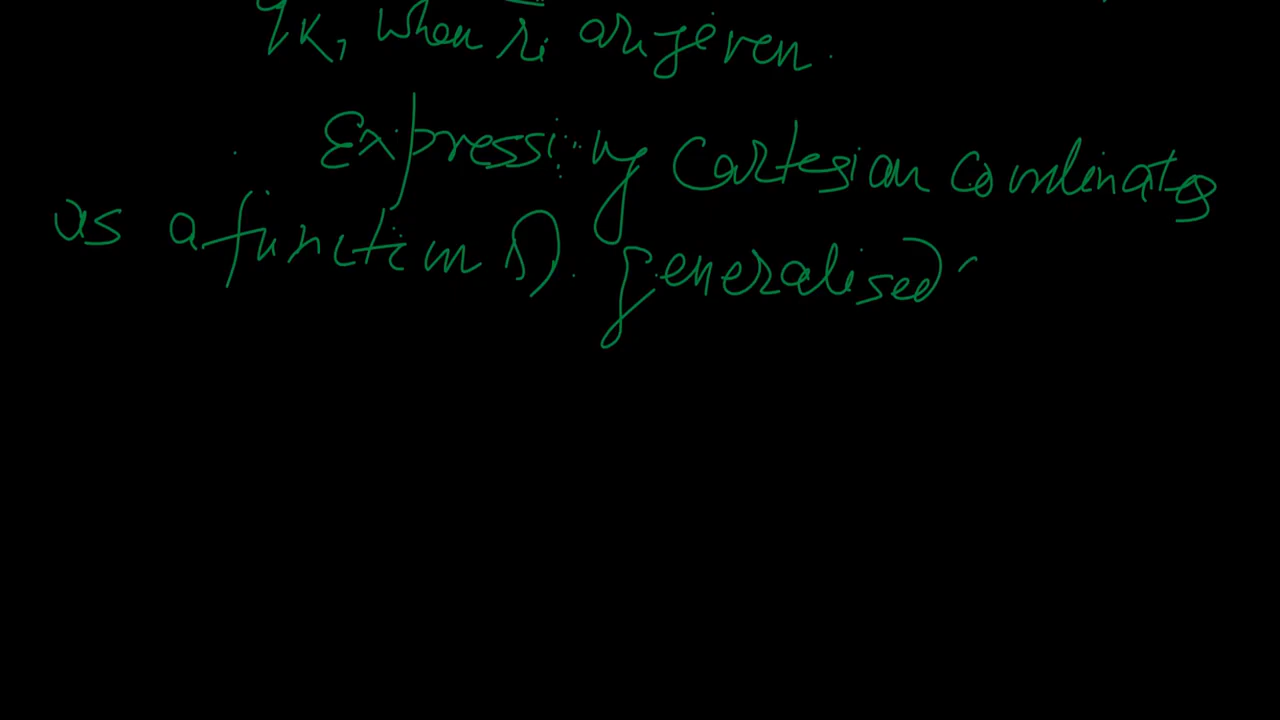 qK, when ri are given.
Expressing Cartesian Coordinates
as a function of generalised